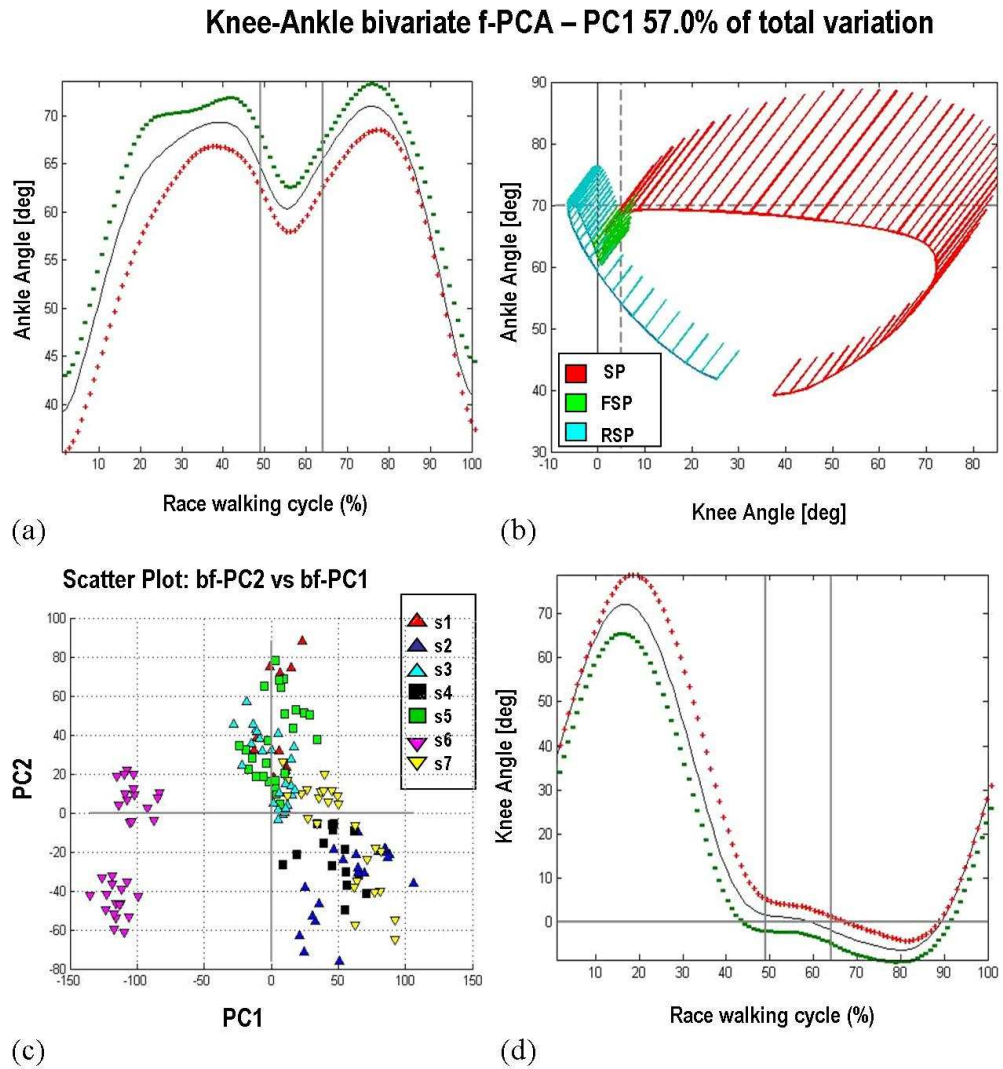 Knee-Ankle bivariate f-PCA – PC1 57.0% of total variation
70
65
60
55
50
45
40
Ankle Angle [deg]
10 20 30 40 50 60 70 80 90 100
Race walking cycle (%)
(a)
90
80
70
60
50
40
30
Ankle Angle [deg]
SP
FSP
RSP
-10 0 10 20 30 40 50 60 70 80
Knee Angle [deg]
(b)
Scatter Plot: bf-PC2 vs bf-PC1
100
80
60
40
20
0
-20
-40
-60
-80
PC2
s1
s2
s3
s4
s5
s6
s7
-150 -100 -50 0 50 100 150
PC1
(c)
70
60
50
40
30
20
10
0
Knee Angle [deg]
10 20 30 40 50 60 70 80 90 100
Race walking cycle (%)
(d)